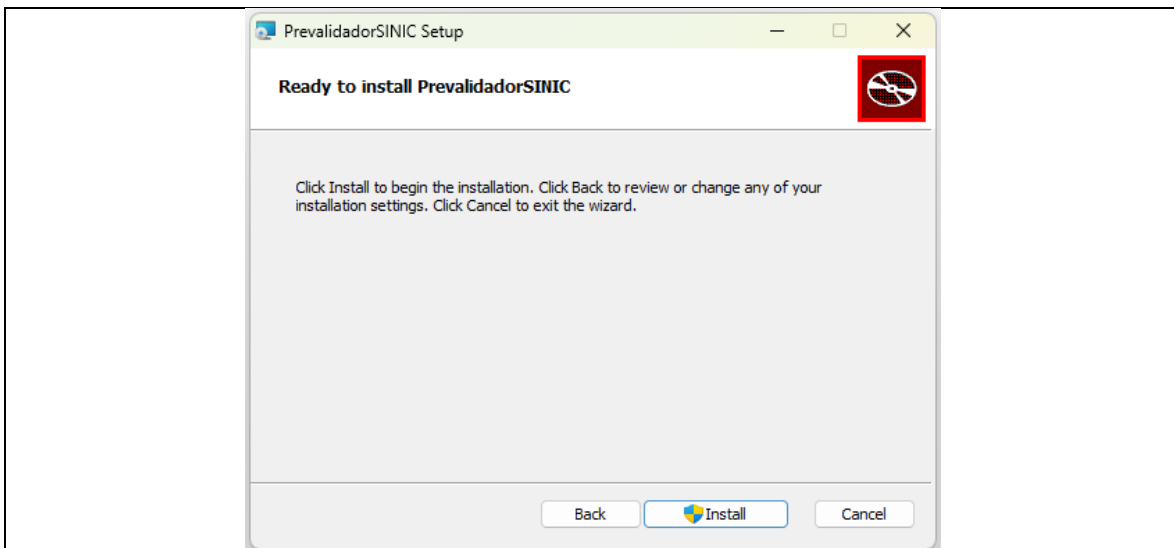 PrevalidadorSINIC Setup
Ready to install PrevalidadorSINIC
Click Install to begin the installation. Click Back to review or change any of your
installation settings. Click Cancel to exit the wizard.
Back Install Cancel